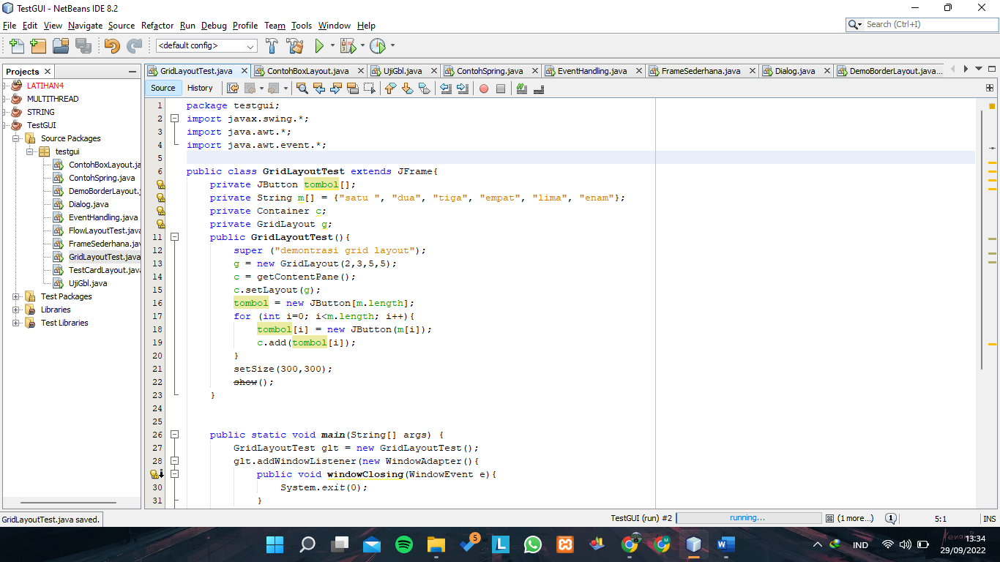 TestGUI - NetBeans IDE 8.2
File Edit View Navigate Source Refactor Run Debug Profile Team Tools Window Help
Search (Ctrl+I)
<default config>
Projects
GridLayoutTest.java ContohBoxLayout.java UjiGbl.java ContohSpring.java EventHandling.java FrameSederhana.java Dialog.java DemoBorderLayout.java...
Source History
LATIHAN4
MULTITHREAD
STRING
TestGUI
Source Packages
testgui
ContohBoxLayout.ja
ContohSpring.java
DemoBorderLayout.
Dialog.java
EventHandling.java
FlowLayoutTest.java
FrameSederhana.jav
GridLayoutTest.java
TestCardLayout.java
UjiGbl.java
Test Packages
Libraries
Test Libraries
1 package testgui;
2 import javax.swing.*;
3 import java.awt.*;
4 import java.awt.event.*;
5
6 public class GridLayoutTest extends JFrame{
private JButton tombol[];
private String m[] = {"satu ", "dua", "tiga", "empat", "lima", "enam"};
private Container c;
private GridLayout g;
11 public GridLayoutTest(){
12 super ("demontrasi grid layout");
13 g = new GridLayout(2,3,5,5);
14 c = getContentPane();
15 c.setLayout(g);
16 tombol = new JButton[m.length];
17 for (int i=0; i<m.length; i++){
18 tombol[i] = new JButton(m[i]);
19 c.add(tombol[i]);
20 }
21 setSize(300,300);
22 show();
23 }
24
25
26 public static void main(String[] args) {
27 GridLayoutTest glt = new GridLayoutTest();
28 glt.addWindowListener(new WindowAdapter(){
public void windowClosing(WindowEvent e){
30 System.exit(0);
31 }
GridLayoutTest.java saved.
TestGUI (run) #2 running... (1 more...) 1 5:1 INS
5
IND
13:34
29/09/2022